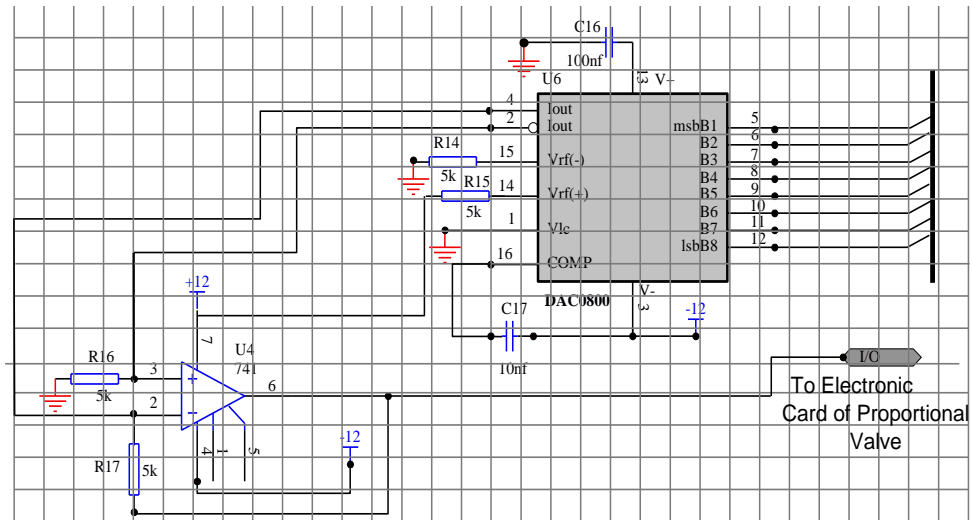 C16
100nf
U6
13
V+
4
Iout
2
Iout
msbB1
5
B2
6
R14
15
Vrf(-)
B3
7
5k
R15
14
Vrf(+)
B4
8
5k
B5
9
B6
10
1
Vlc
B7
11
lsbB8
12
16
COMP
+12
DAC0800
V-
3
-12
C17
10nf
7
U4
741
R16
3
+
6
5k
2
-
I/O
To Electronic
Card of Proportional
Valve
-12
R17
5k
4
1
5